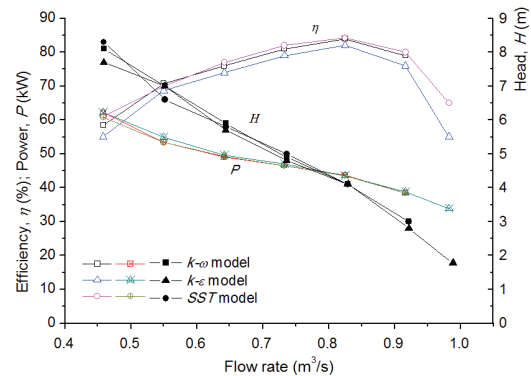 90
80
70
60
50
40
30
20
10
0
Efficiency, η (%); Power, P (kW)
9
8
7
6
5
4
3
2
1
0
Head, H (m)
η
H
P
k-ω model
k-ε model
SST model
0.4 0.5 0.6 0.7 0.8 0.9 1.0
Flow rate (m³/s)